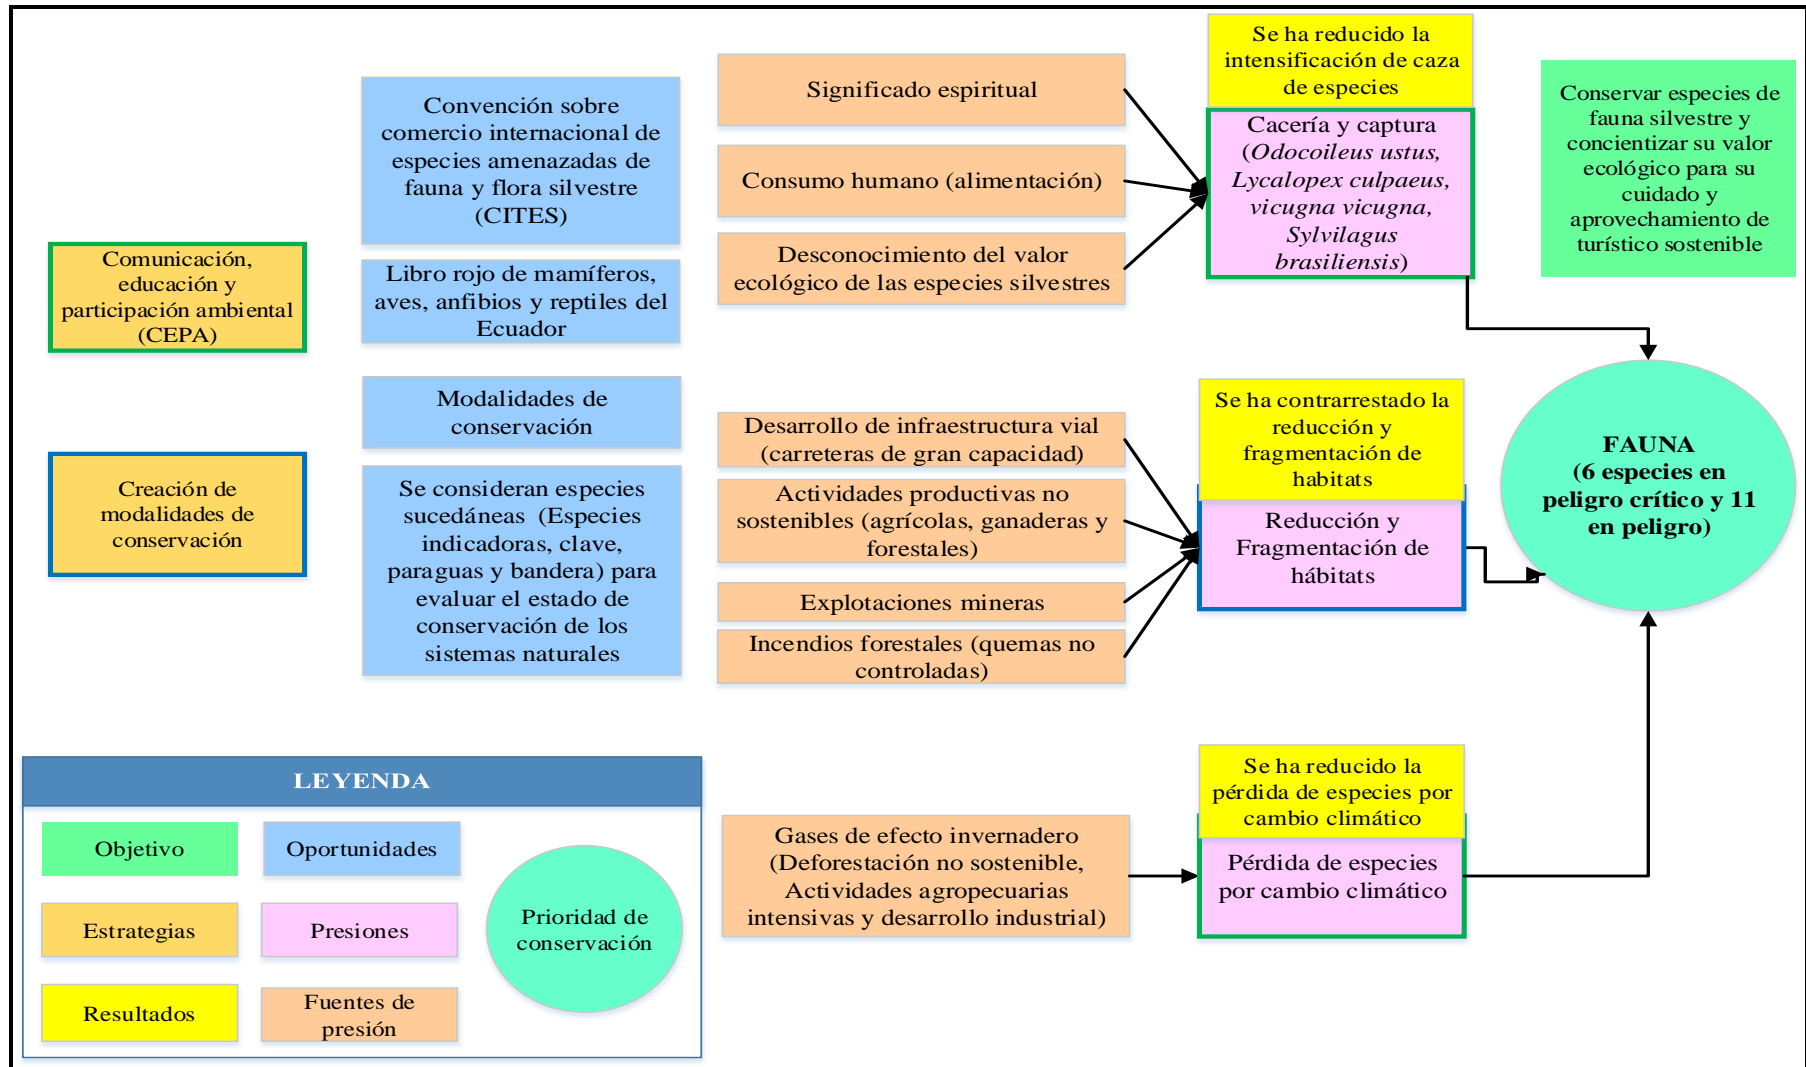 Comunicación,
educación y
participación ambiental
(CEPA)
Creación de
modalidades de
conservación
Convención sobre
comercio internacional de
especies amenazadas de
fauna y flora silvestre
(CITES)
Libro rojo de mamíferos,
aves, anfibios y reptiles del
Ecuador
Modalidades de
conservación
Se consideran especies
sucedáneas (Especies
indicadoras, clave,
paraguas y bandera) para
evaluar el estado de
conservación de los
sistemas naturales
Significado espiritual
Consumo humano (alimentación)
Desconocimiento del valor
ecológico de las especies silvestres
Desarrollo de infraestructura vial
(carreteras de gran capacidad)
Actividades productivas no
sostenibles (agrícolas, ganaderas y
forestales)
Explotaciones mineras
Incendios forestales (quemas no
controladas)
Gases de efecto invernadero
(Deforestación no sostenible,
Actividades agropecuarias
intensivas y desarrollo industrial)
Se ha reducido la
intensificación de caza
de especies
Cacería y captura
(Odocoileus ustus,
Lycalopex culpaeus,
vicugna vicugna,
Sylvilagus
brasiliensis)
Se ha contrarrestado la
reducción y
fragmentación de
habitats
Reducción y
Fragmentación de
hábitats
Se ha reducido la
pérdida de especies por
cambio climático
Pérdida de especies
por cambio climático
Conservar especies de
fauna silvestre y
concientizar su valor
ecológico para su
cuidado y
aprovechamiento de
turístico sostenible
FAUNA
(6 especies en
peligro crítico y 11
en peligro)
LEYENDA
Objetivo
Oportunidades
Estrategias
Presiones
Resultados
Fuentes de
presión
Prioridad de
conservación